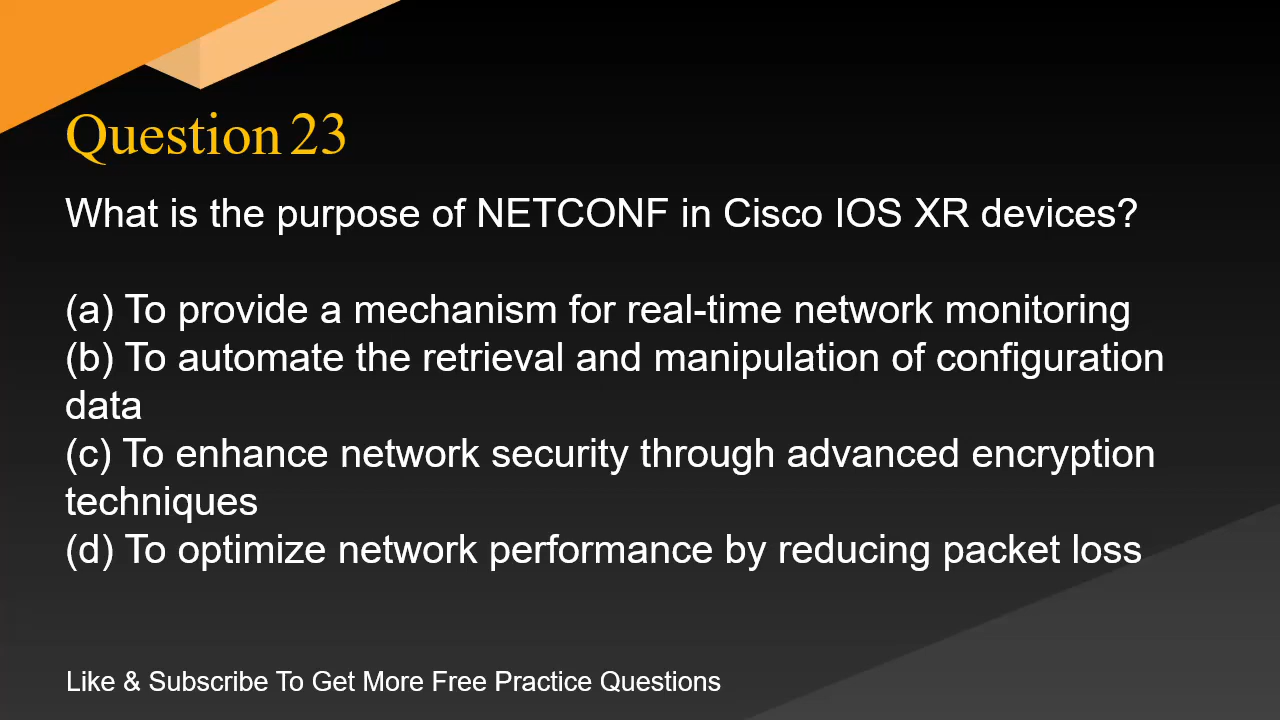 Question 23
What is the purpose of NETCONF in Cisco IOS XR devices?
(a) To provide a mechanism for real-time network monitoring
(b) To automate the retrieval and manipulation of configuration
data
(c) To enhance network security through advanced encryption
techniques
(d) To optimize network performance by reducing packet loss
Like & Subscribe To Get More Free Practice Questions